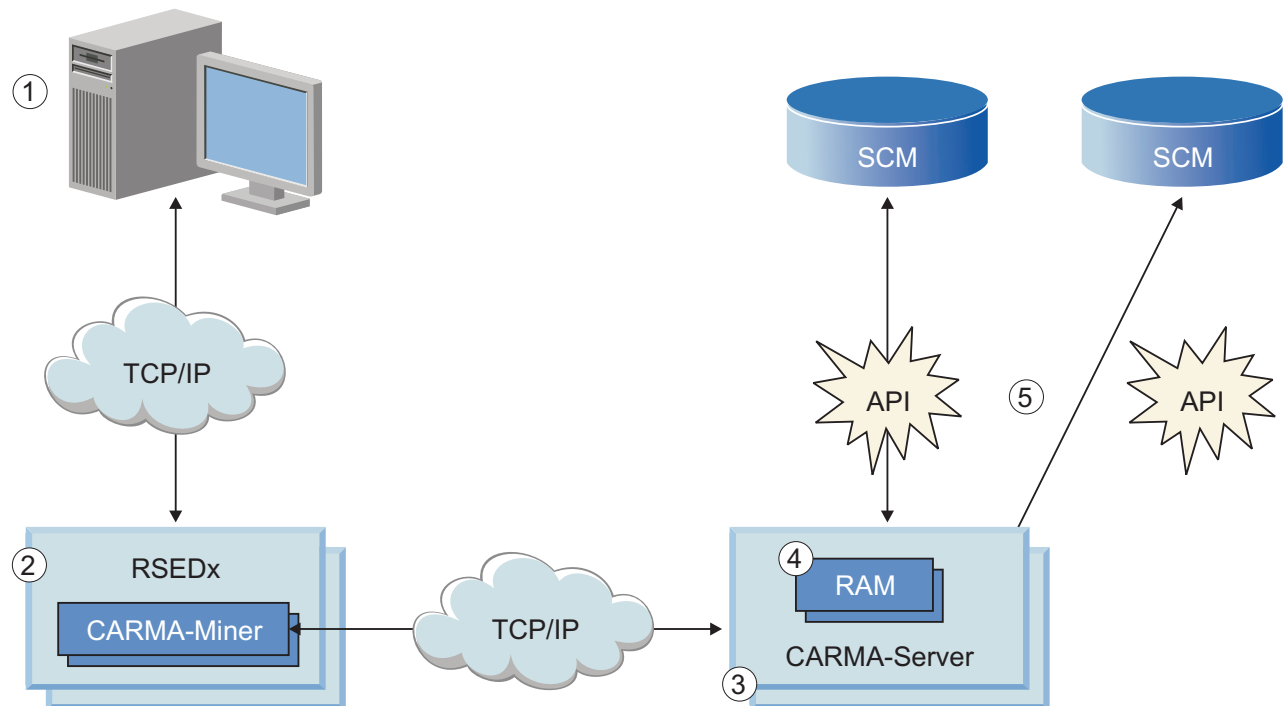 1
SCM
SCM
TCP/IP
API
5
API
2
RSEDx
CARMA-Miner
TCP/IP
4
RAM
CARMA-Server
3